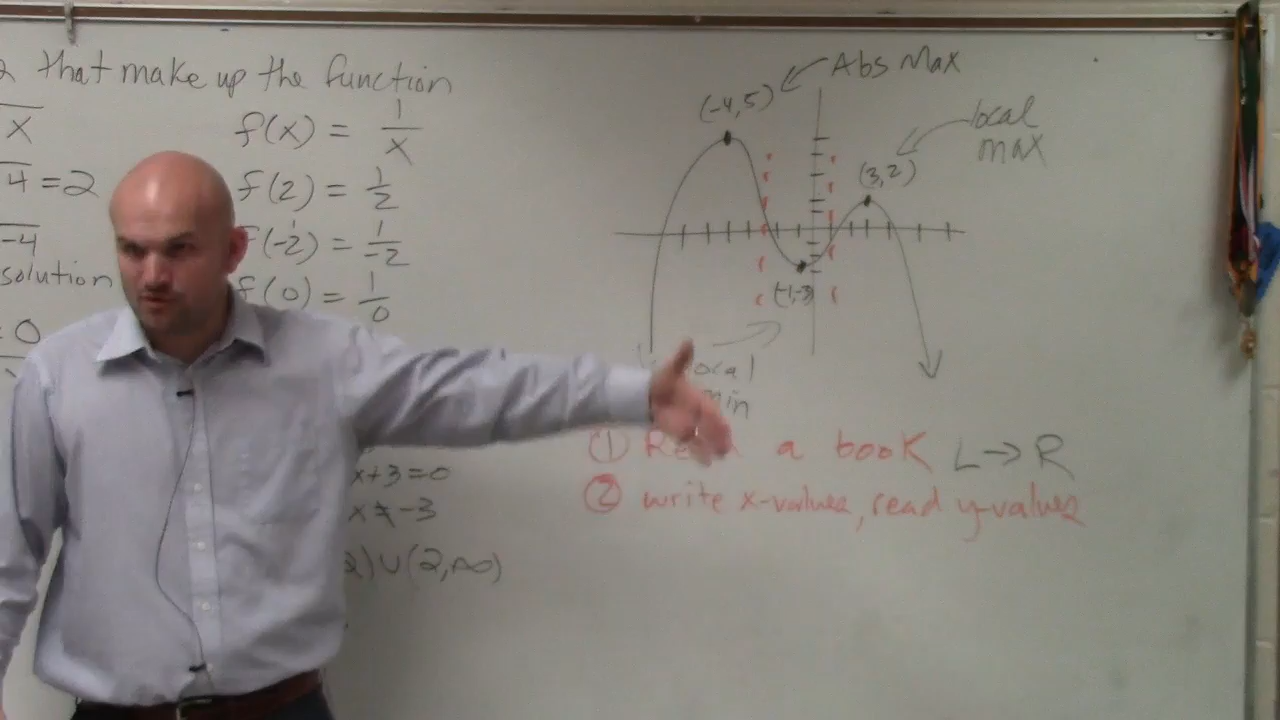 2 that make up the function
X
4 = 2
-4
solution
= 0
f(x) = 1/x
f(2) = 1/2
f(-2) = 1/-2
f(0) = 1/0
x+3=0
x ≠ -3
2) ∪ (2,∞)
Abs Max
(-4,5)
local
max
(3,2)
(-1,-3)
local
min
① Read a book L→R
② write x-values, read y-values